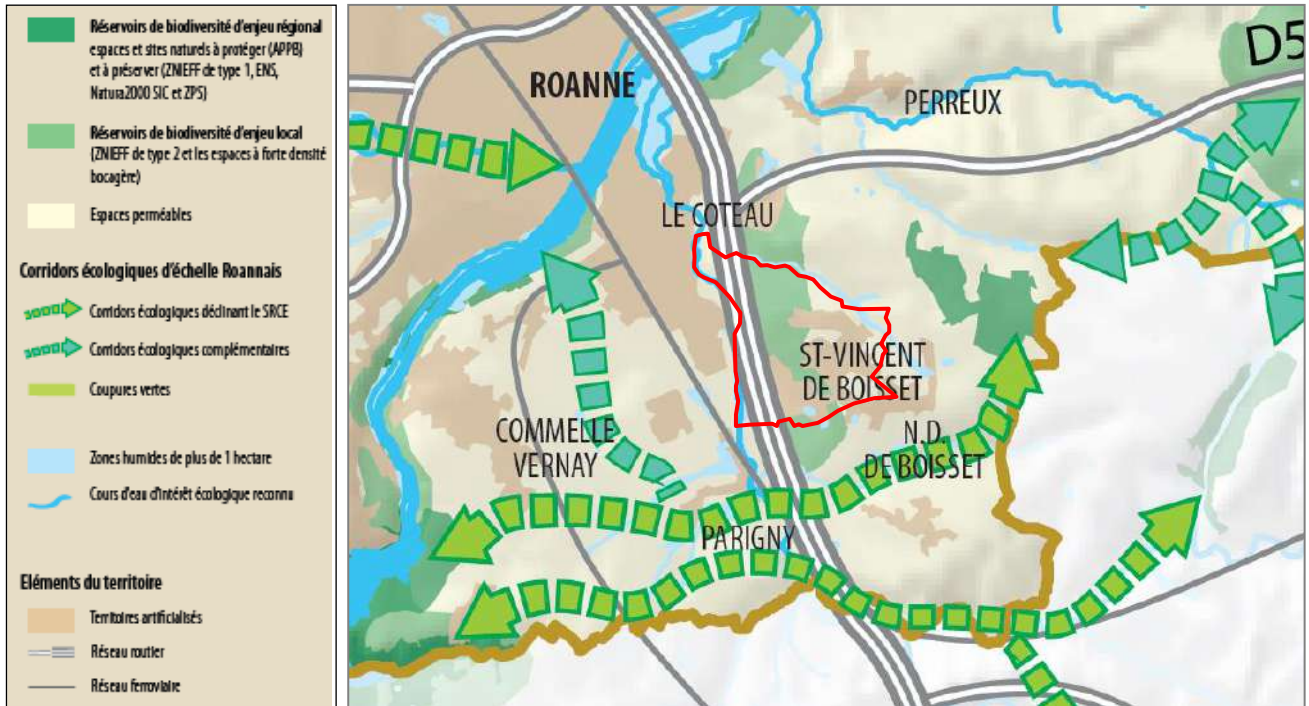 Réservoirs de biodiversité d'enjeu régional
espaces et sites naturels à protéger (APPB)
et à préserver (ZNIEFF de type 1, ENS,
Natura2000 SIC et ZPS)
Réservoirs de biodiversité d'enjeu local
(ZNIEFF de type 2 et les espaces à forte densité
bocagère)
Espaces perméables
Corridors écologiques d'échelle Roannais
Corridors écologiques déclinant le SRCE
Corridors écologiques complémentaires
Coupures vertes
Zones humides de plus de 1 hectare
Cours d'eau d'intérêt écologique reconnu
Eléments du territoire
Territoires artificialisés
Réseau routier
Réseau ferroviaire
D5
ROANNE
PERREUX
LE COTEAU
ST-VINCENT
DE BOISSET
COMMELLE
VERNAY
N.D.
DE BOISSET
PARIGNY